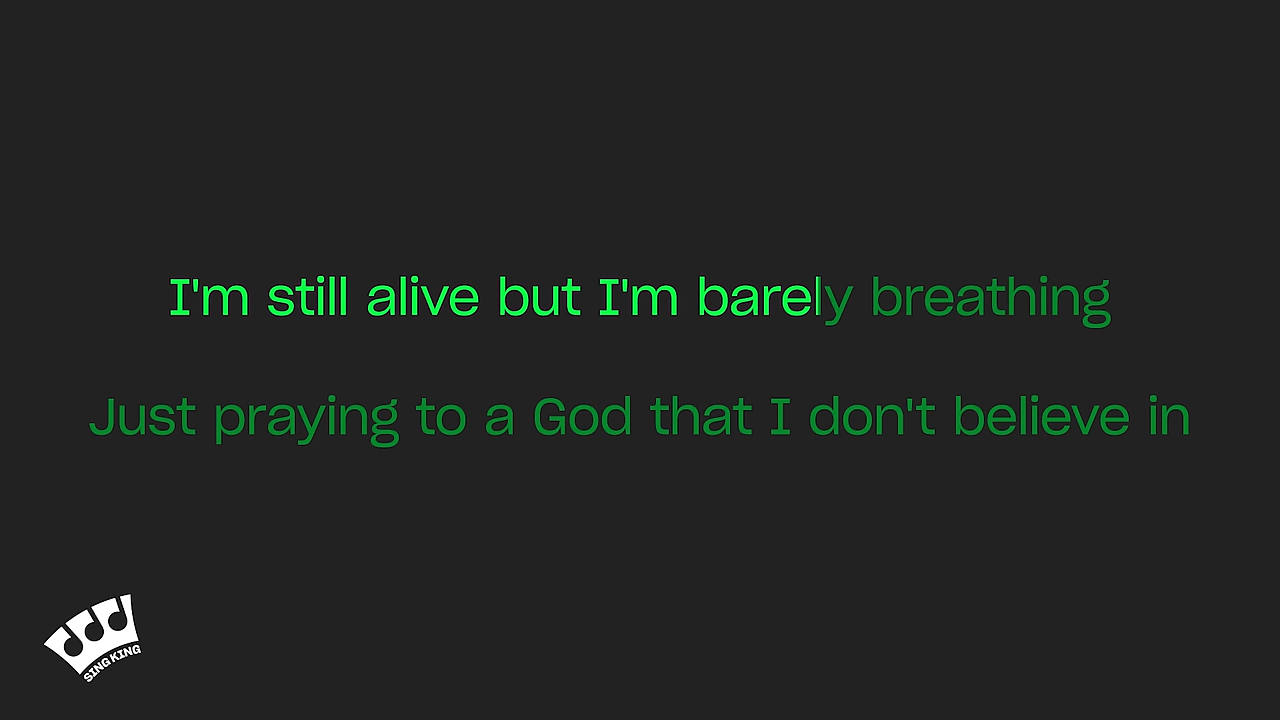 I'm still alive but I'm barely breathing
Just praying to a God that I don't believe in
SING KING